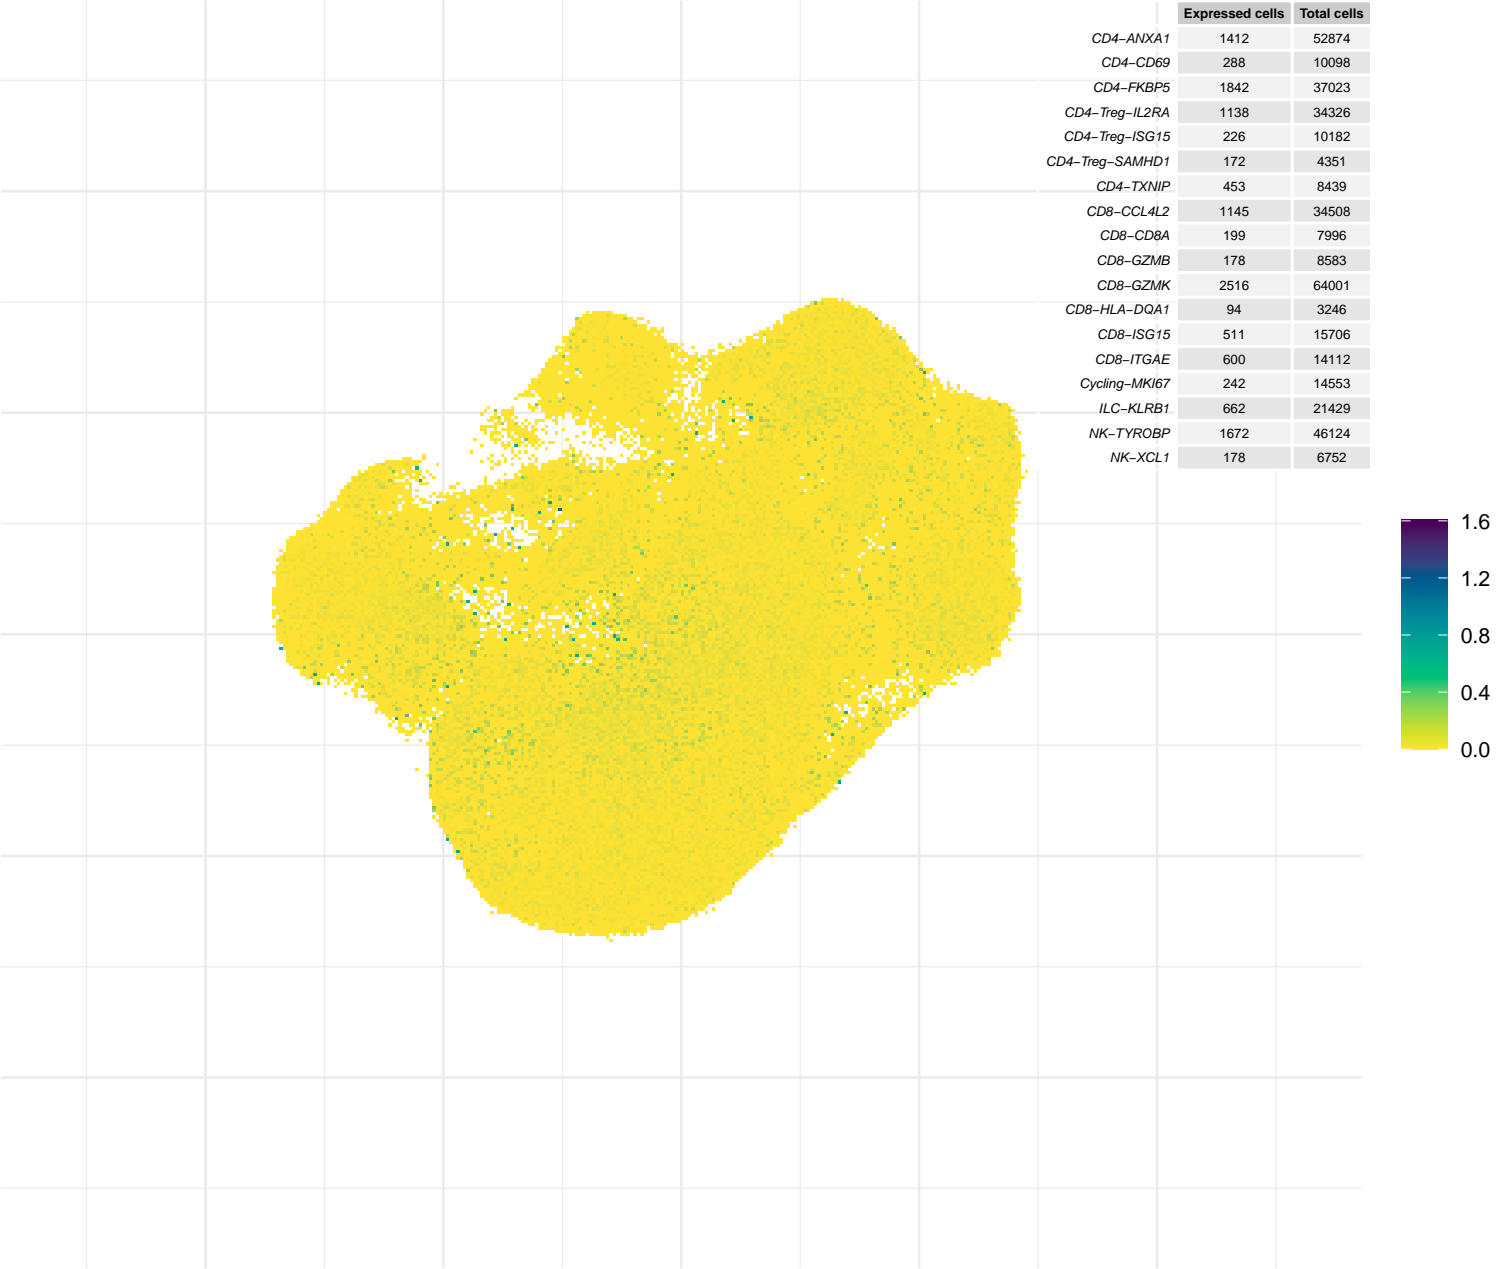 Expressed cells Total cells
CD4−ANXA1 1412 52874
CD4−CD69 288 10098
CD4−FKBP5 1842 37023
CD4−Treg−IL2RA 1138 34326
CD4−Treg−ISG15 226 10182
CD4−Treg−SAMHD1 172 4351
CD4−TXNIP 453 8439
CD8−CCL4L2 1145 34508
CD8−CD8A 199 7996
CD8−GZMB 178 8583
CD8−GZMK 2516 64001
CD8−HLA−DQA1 94 3246
CD8−ISG15 511 15706
CD8−ITGAE 600 14112
Cycling−MKI67 242 14553
ILC−KLRB1 662 21429
NK−TYROBP 1672 46124
NK−XCL1 178 6752
1.6
1.2
0.8
0.4
0.0